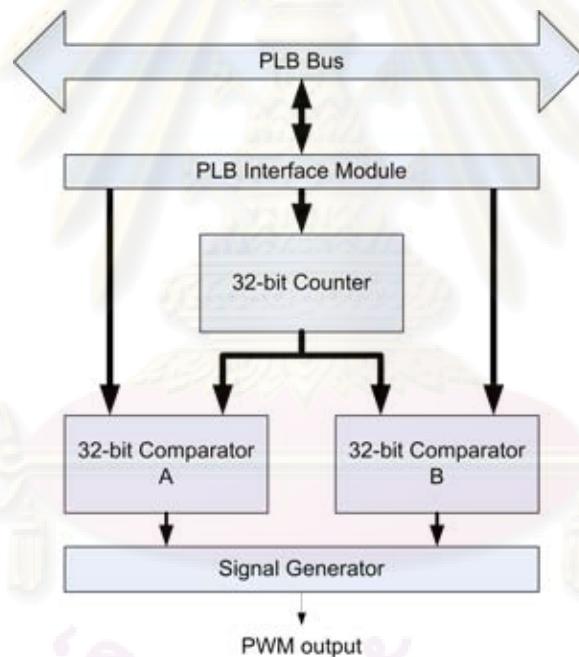 PLB Bus
PLB Interface Module
32-bit Counter
32-bit Comparator
A
32-bit Comparator
B
Signal Generator
PWM output